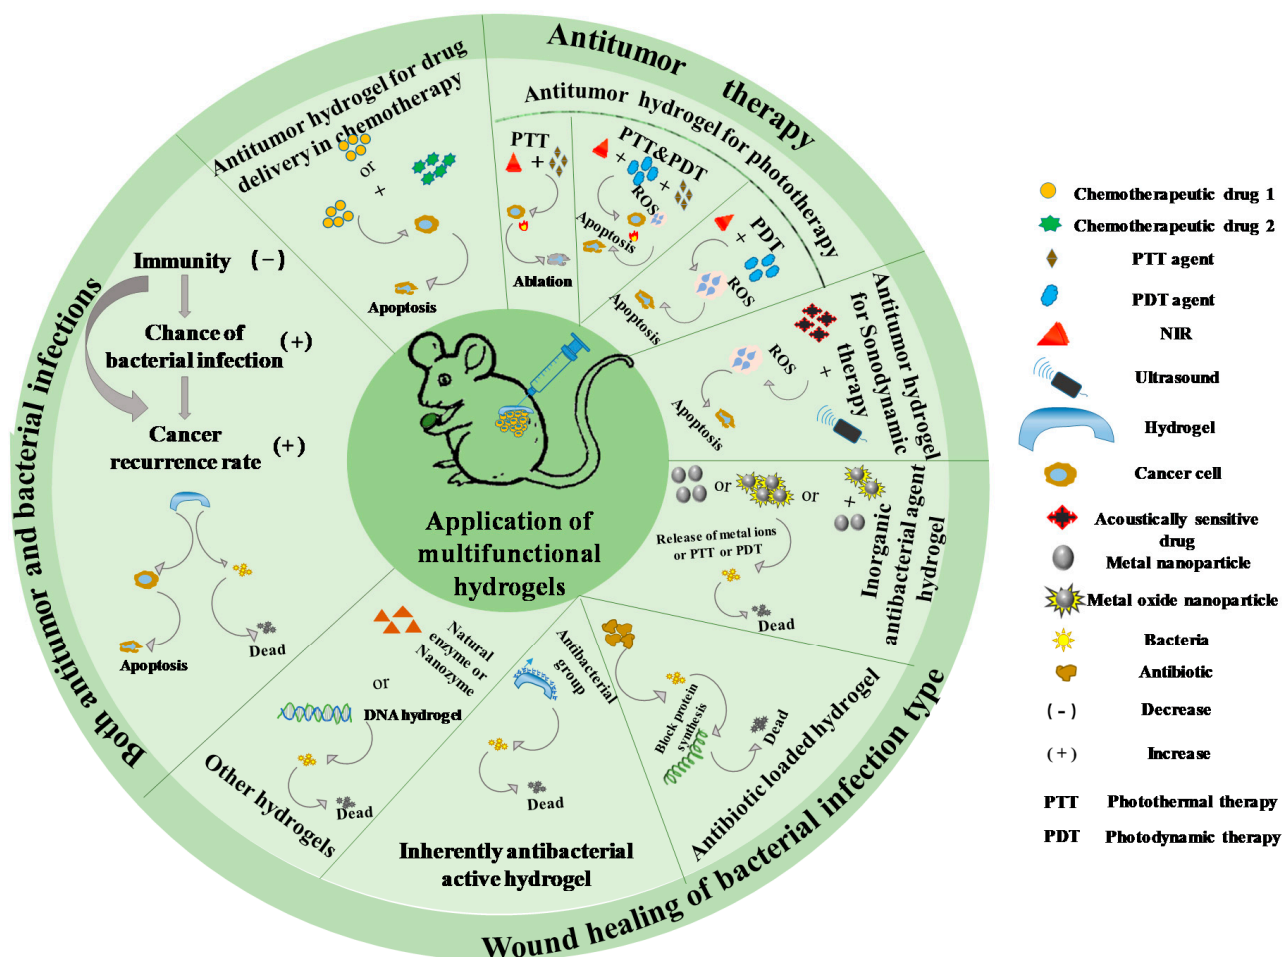 Antitumor therapy
Antitumor hydrogel for drug
delivery in chemotherapy
or
+
Apoptosis
Antitumor hydrogel for phototherapy
PTT
+
Ablation
PTT&PDT
+
+
ROS
Apoptosis
+
PDT
ROS
Apoptosis
Antitumor hydrogel
for Sonodynamic
therapy
+
ROS
Apoptosis
Both antitumor and bacterial infections
Immunity (−)
Chance of
bacterial infection (+)
Cancer
recurrence rate (+)
Apoptosis
Dead
Application of
multifunctional
hydrogels
Inorganic
antibacterial agent
hydrogel
or
or
+
Release of metal ions
or PTT or PDT
Dead
Wound healing of bacterial infection type
Antibiotic loaded hydrogel
Block protein
synthesis
Dead
Inherently antibacterial
active hydrogel
Antibacterial
group
Dead
Other hydrogels
Natural
enzyme or
Nanozyme
or
DNA hydrogel
Dead
Chemotherapeutic drug 1
Chemotherapeutic drug 2
PTT agent
PDT agent
NIR
Ultrasound
Hydrogel
Cancer cell
Acoustically sensitive
drug
Metal nanoparticle
Metal oxide nanoparticle
Bacteria
Antibiotic
(-) Decrease
(+) Increase
PTT Photothermal therapy
PDT Photodynamic therapy